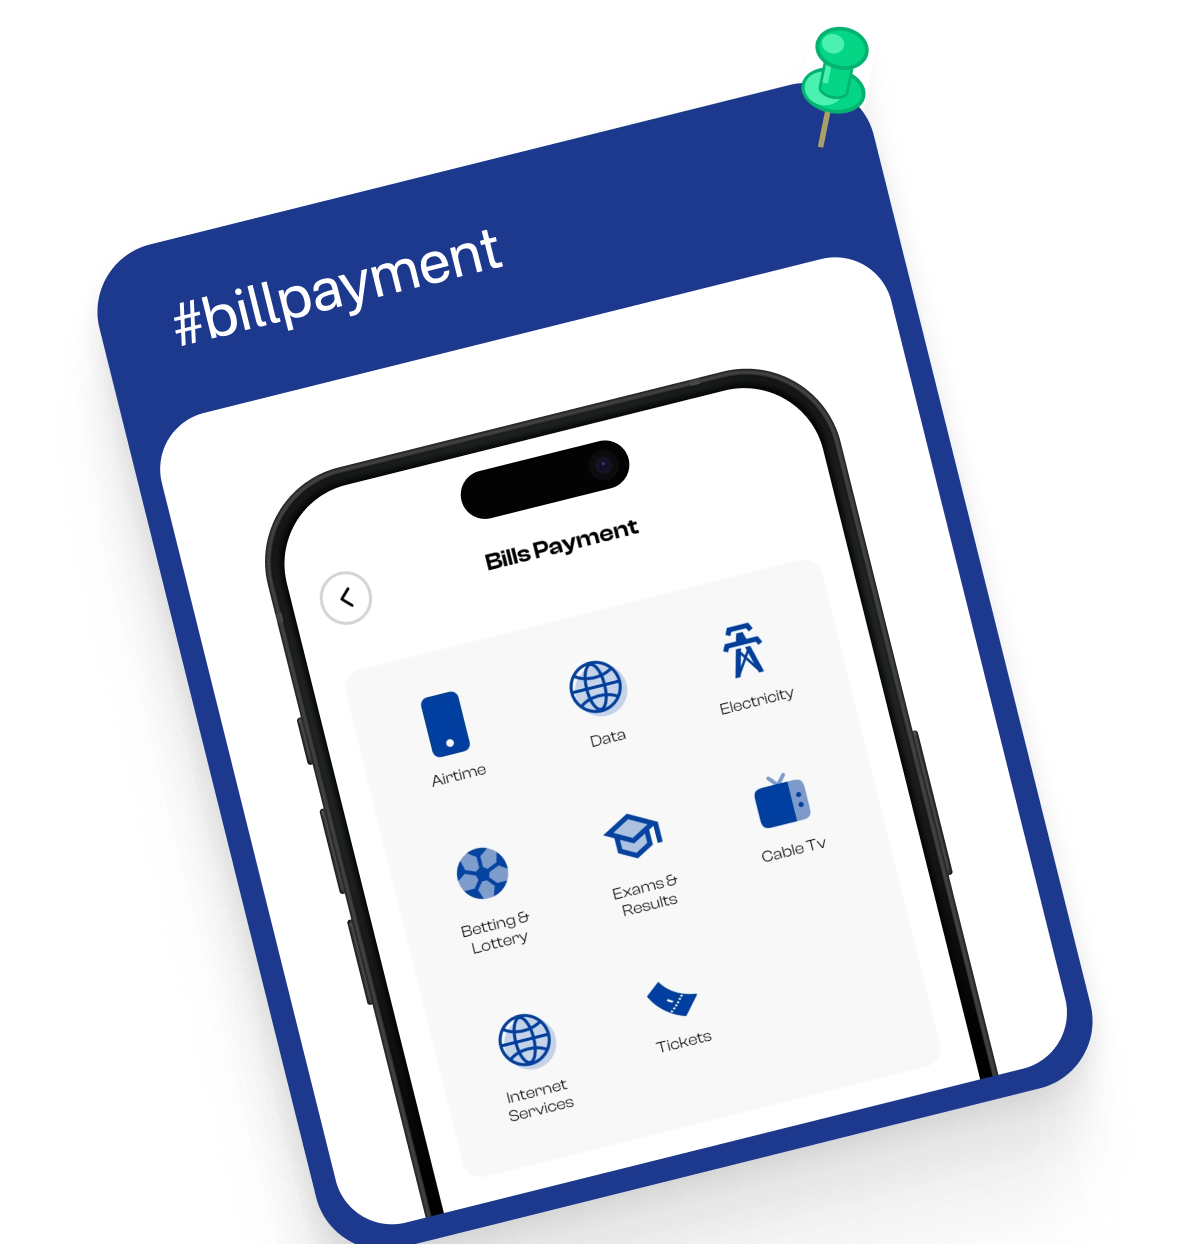 #billpayment
Bills Payment
Airtime
Data
Electricity
Betting &
Lottery
Exams &
Results
Cable Tv
Internet
Services
Tickets